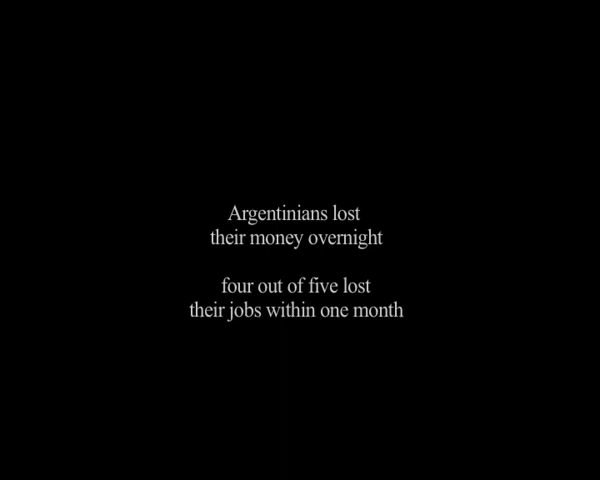 Argentinians lost
their money overnight
four out of five lost
their jobs within one month